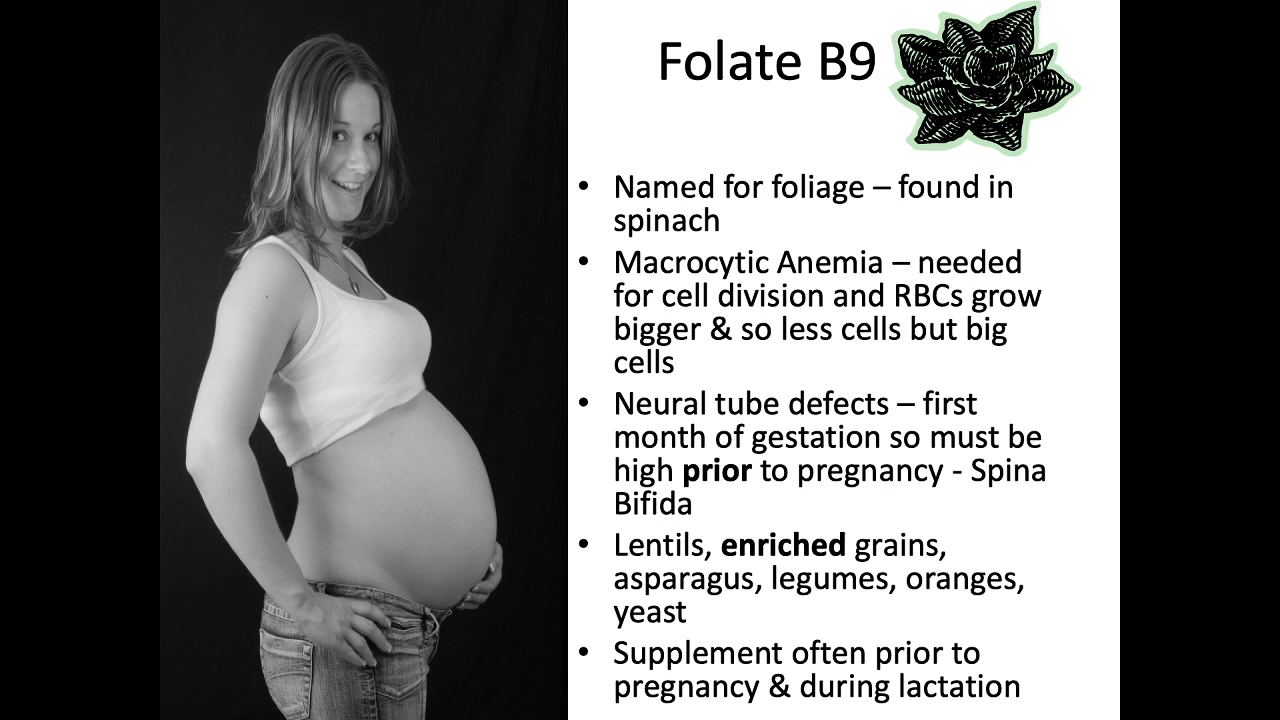 Folate B9
• Named for foliage – found in
spinach
• Macrocytic Anemia – needed
for cell division and RBCs grow
bigger & so less cells but big
cells
• Neural tube defects – first
month of gestation so must be
high prior to pregnancy - Spina
Bifida
• Lentils, enriched grains,
asparagus, legumes, oranges,
yeast
• Supplement often prior to
pregnancy & during lactation